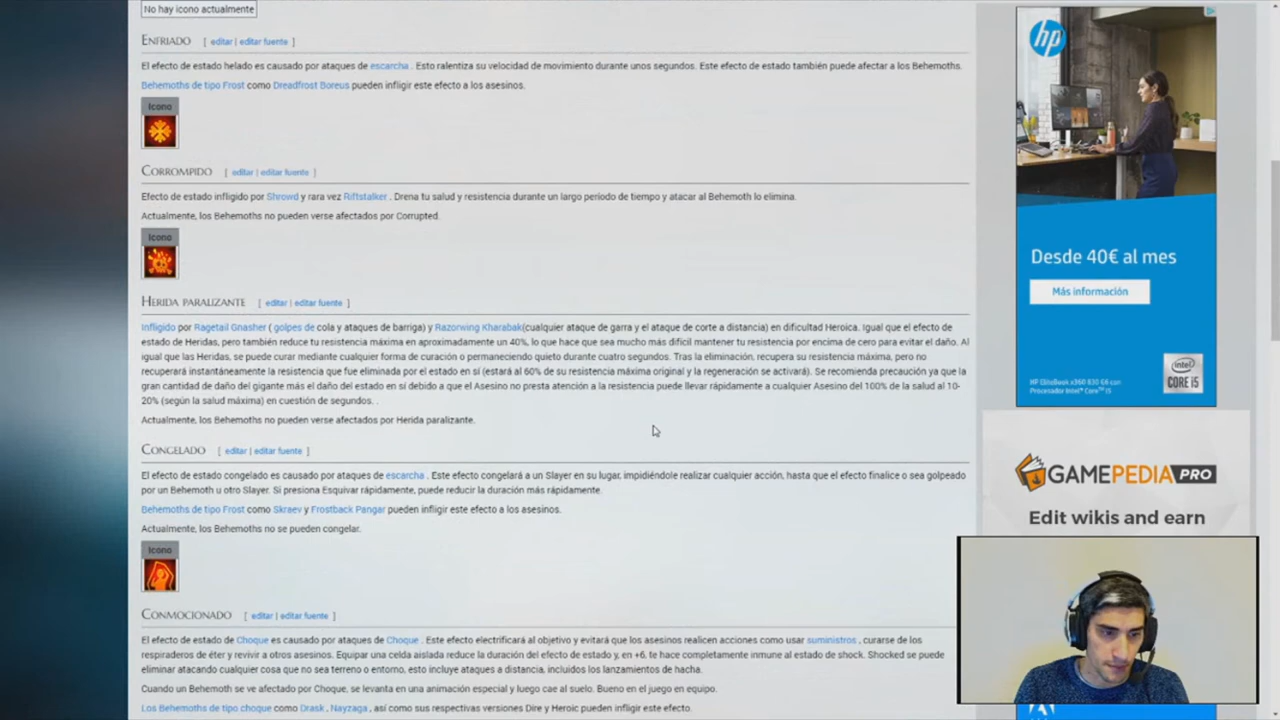 No hay icono actualmente
Enfriado [ editar | editar fuente ]
El efecto de estado helado es causado por ataques de escarcha . Esto ralentiza su velocidad de movimiento durante unos segundos. Este efecto de estado también puede afectar a los Behemoths.
Behemoths de tipo Frost como Dreadfrost Boreus pueden infligir este efecto a los asesinos.
Icono
Corrompido [ editar | editar fuente ]
Efecto de estado infligido por Shrowd y rara vez Riftstalker . Drena tu salud y resistencia durante un largo período de tiempo y atacar al Behemoth lo elimina.
Actualmente, los Behemoths no pueden verse afectados por Corrupted.
Icono
Herida paralizante [ editar | editar fuente ]
Infligido por Ragetail Gnasher ( golpes de cola y ataques de barriga) y Razorwing Kharabak(cualquier ataque de garra y el ataque de corte a distancia) en dificultad Heroica. Igual que el efecto de
estado de Heridas, pero también reduce tu resistencia máxima en aproximadamente un 40%, lo que hace que sea mucho más difícil mantener tu resistencia por encima de cero para evitar el daño. Al
igual que las Heridas, se puede curar mediante cualquier forma de curación o permaneciendo quieto durante cuatro segundos. Tras la eliminación, recupera su resistencia máxima, pero no
recuperará instantáneamente la resistencia que fue eliminada por el estado en sí (estará al 60% de su resistencia máxima original y la regeneración se activará). Se recomienda precaución ya que la
gran cantidad de daño del gigante más el daño del estado en sí debido a que el Asesino no presta atención a la resistencia puede llevar rápidamente a cualquier Asesino del 100% de la salud al 10-
20% (según la salud máxima) en cuestión de segundos. .
Actualmente, los Behemoths no pueden verse afectados por Herida paralizante.
Congelado [ editar | editar fuente ]
El efecto de estado congelado es causado por ataques de escarcha . Este efecto congelará a un Slayer en su lugar, impidiéndole realizar cualquier acción, hasta que el efecto finalice o sea golpeado
por un Behemoth u otro Slayer. Si presiona Esquivar rápidamente, puede reducir la duración más rápidamente.
Behemoths de tipo Frost como Skraev y Frostback Pangar pueden infligir este efecto a los asesinos.
Actualmente, los Behemoths no se pueden congelar.
Icono
Conmocionado [ editar | editar fuente ]
El efecto de estado de Choque es causado por ataques de Choque . Este efecto electrificará al objetivo y evitará que los asesinos realicen acciones como usar suministros , curarse de los
respiraderos de éter y revivir a otros asesinos. Equipar una celda aislada reduce la duración del efecto de estado y, en +6, te hace completamente inmune al estado de shock. Shocked se puede
eliminar atacando cualquier cosa que no sea terreno o entorno, esto incluye ataques a distancia, incluidos los lanzamientos de hacha.
Cuando un Behemoth se ve afectado por Choque, se levanta en una animación especial y luego cae al suelo. Bueno en el juego en equipo.
Los Behemoths de tipo choque como Drask , Nayzaga , así como sus respectivas versiones Dire y Heroic pueden infligir este efecto.
hp
Desde 40€ al mes
Más información
HP EliteBook x360 830 G8 con
Procesador Intel® Core™ i5
intel
CORE i5
GAMEPEDIA PRO
Edit wikis and earn